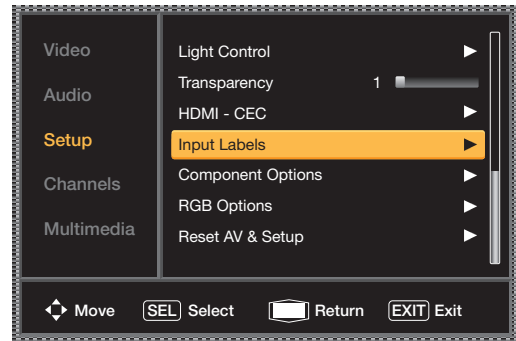 Video
Audio
Setup
Channels
Multimedia
Light Control
Transparency 1
HDMI - CEC
Input Labels
Component Options
RGB Options
Reset AV & Setup
Move SEL Select Return EXIT Exit